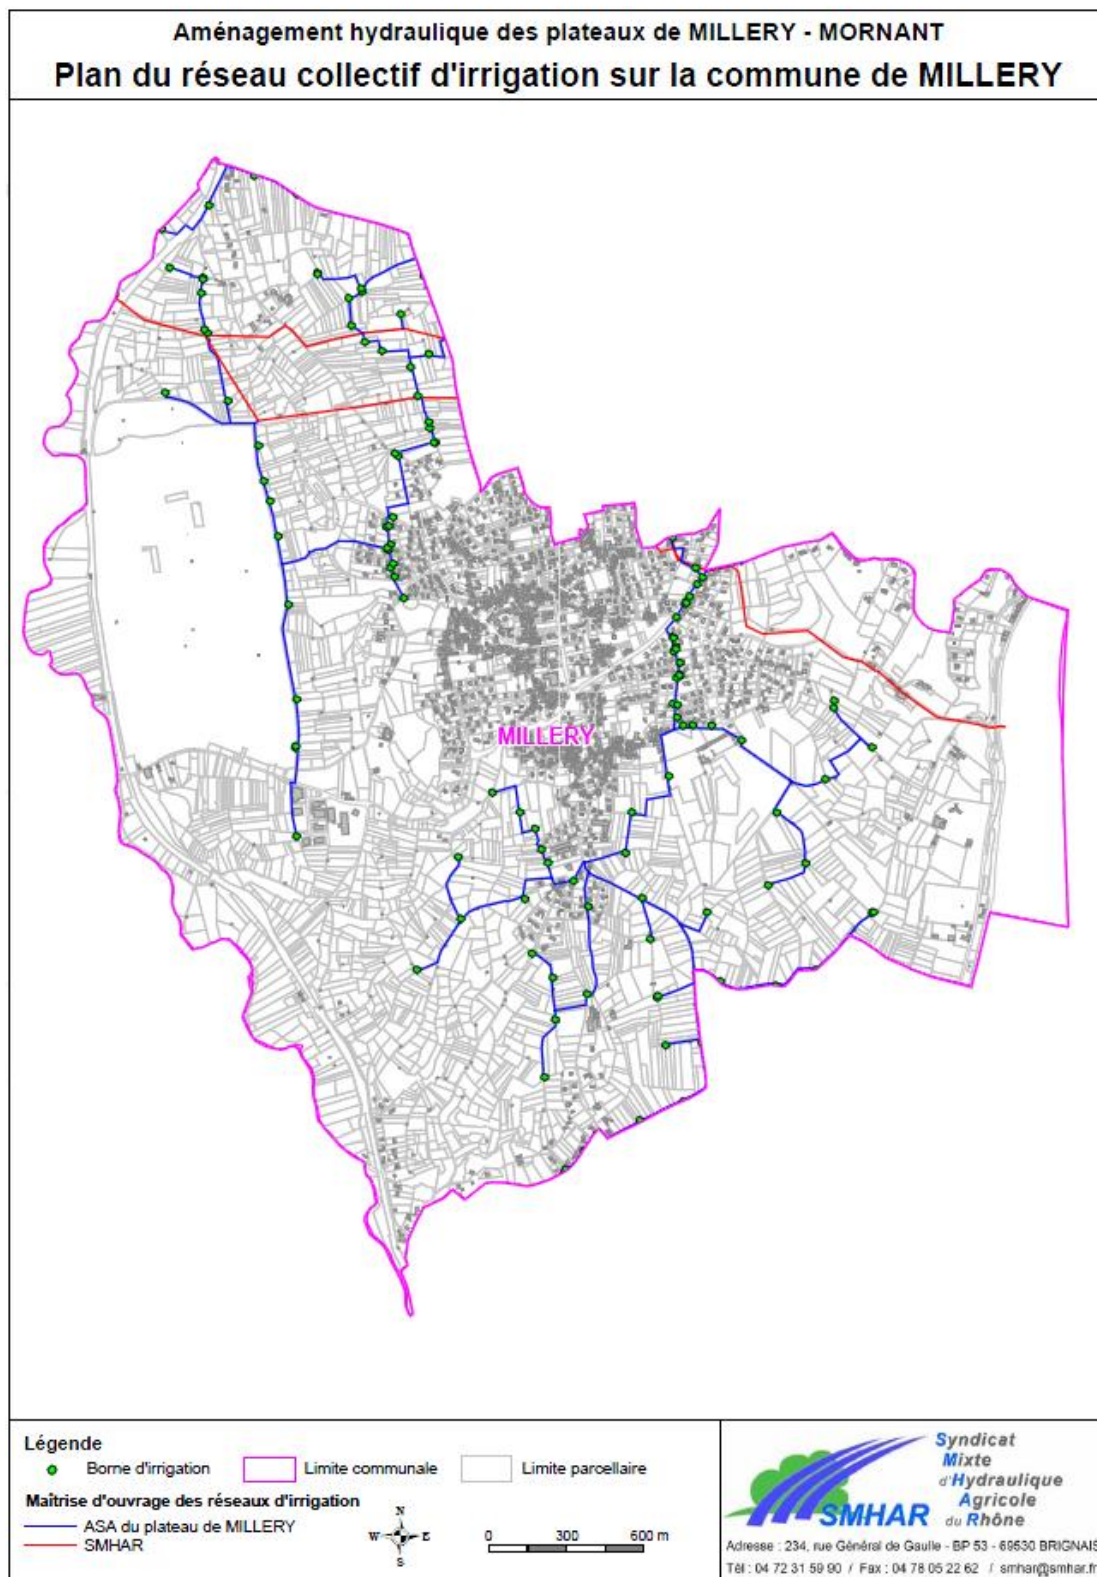 Aménagement hydraulique des plateaux de MILLERY - MORNANT
Plan du réseau collectif d'irrigation sur la commune de MILLERY
MILLERY
Légende
Borne d'irrigation
Limite communale
Limite parcellaire
Maîtrise d'ouvrage des réseaux d'irrigation
ASA du plateau de MILLERY
SMHAR
N
W
E
S
0 300 600 m
SMHAR
Syndicat
Mixte
d'Hydraulique
Agricole
du Rhône
Adresse : 234, rue Général de Gaulle - BP 53 - 69530 BRIGNAIS
Tél : 04 72 31 59 90 / Fax : 04 78 05 22 62 / smhar@smhar.fr